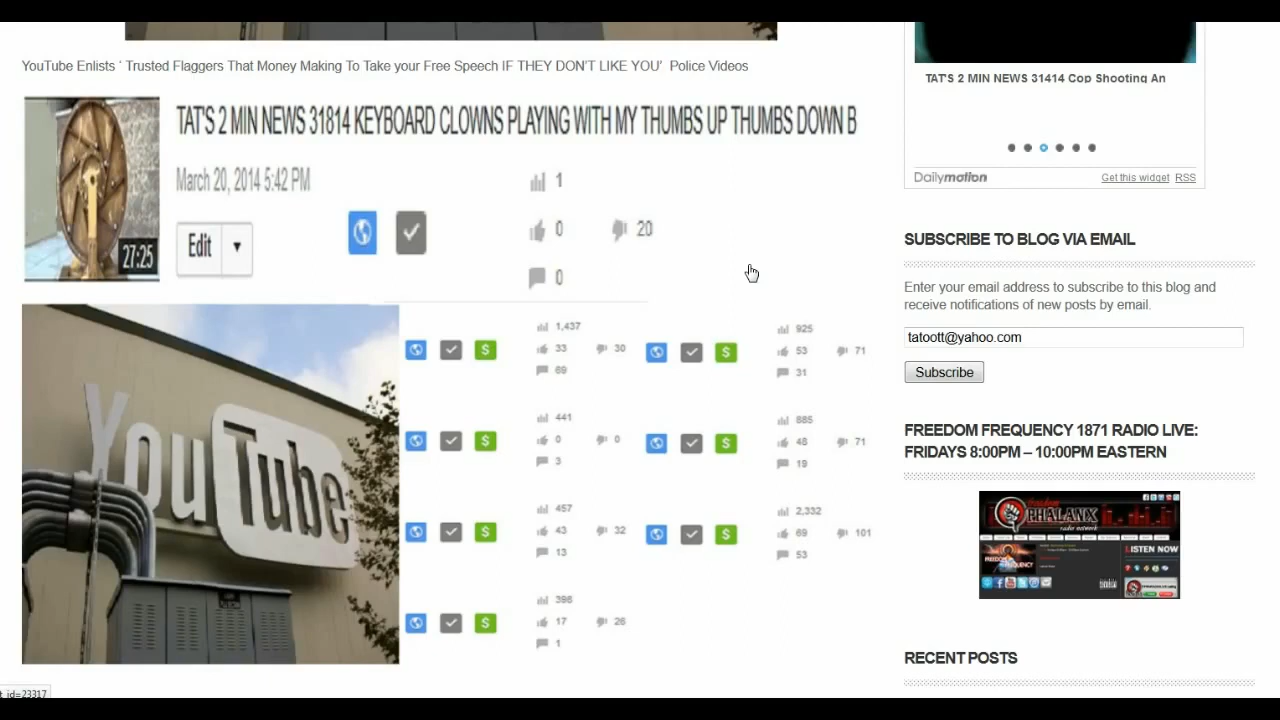 YouTube Enlists ‘ Trusted Flaggers That Money Making To Take your Free Speech IF THEY DON'T LIKE YOU’ Police Videos
TAT'S 2 MIN NEWS 31814 KEYBOARD CLOWNS PLAYING WITH MY THUMBS UP THUMBS DOWN B
March 20, 2014 5:42 PM
1
Edit
0 20
27:25
0
YouTube
1,437
33 30
69
441
0 0
3
457
43 32
13
396
17 26
1
925
53 71
31
885
48 71
19
2,332
69 101
53
TAT'S 2 MIN NEWS 31414 Cop Shooting An
Dailymotion Get this widget RSS
SUBSCRIBE TO BLOG VIA EMAIL
Enter your email address to subscribe to this blog and
receive notifications of new posts by email.
tatoott@yahoo.com
Subscribe
FREEDOM FREQUENCY 1871 RADIO LIVE:
FRIDAYS 8:00PM – 10:00PM EASTERN
PHALANX
radio network
LISTEN NOW
FREEDOM
FREQUENCY
RECENT POSTS
t_id=23317